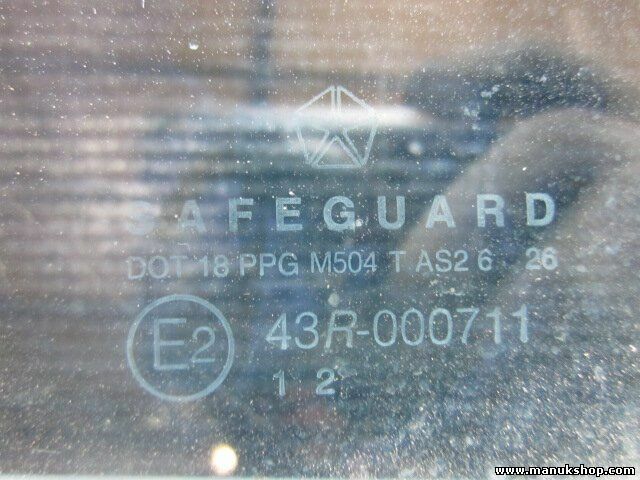 SAFEGUARD
DOT 18 PPG M504 T AS2 6 26
E2 43R-000711
1 2
www.manukshop.com